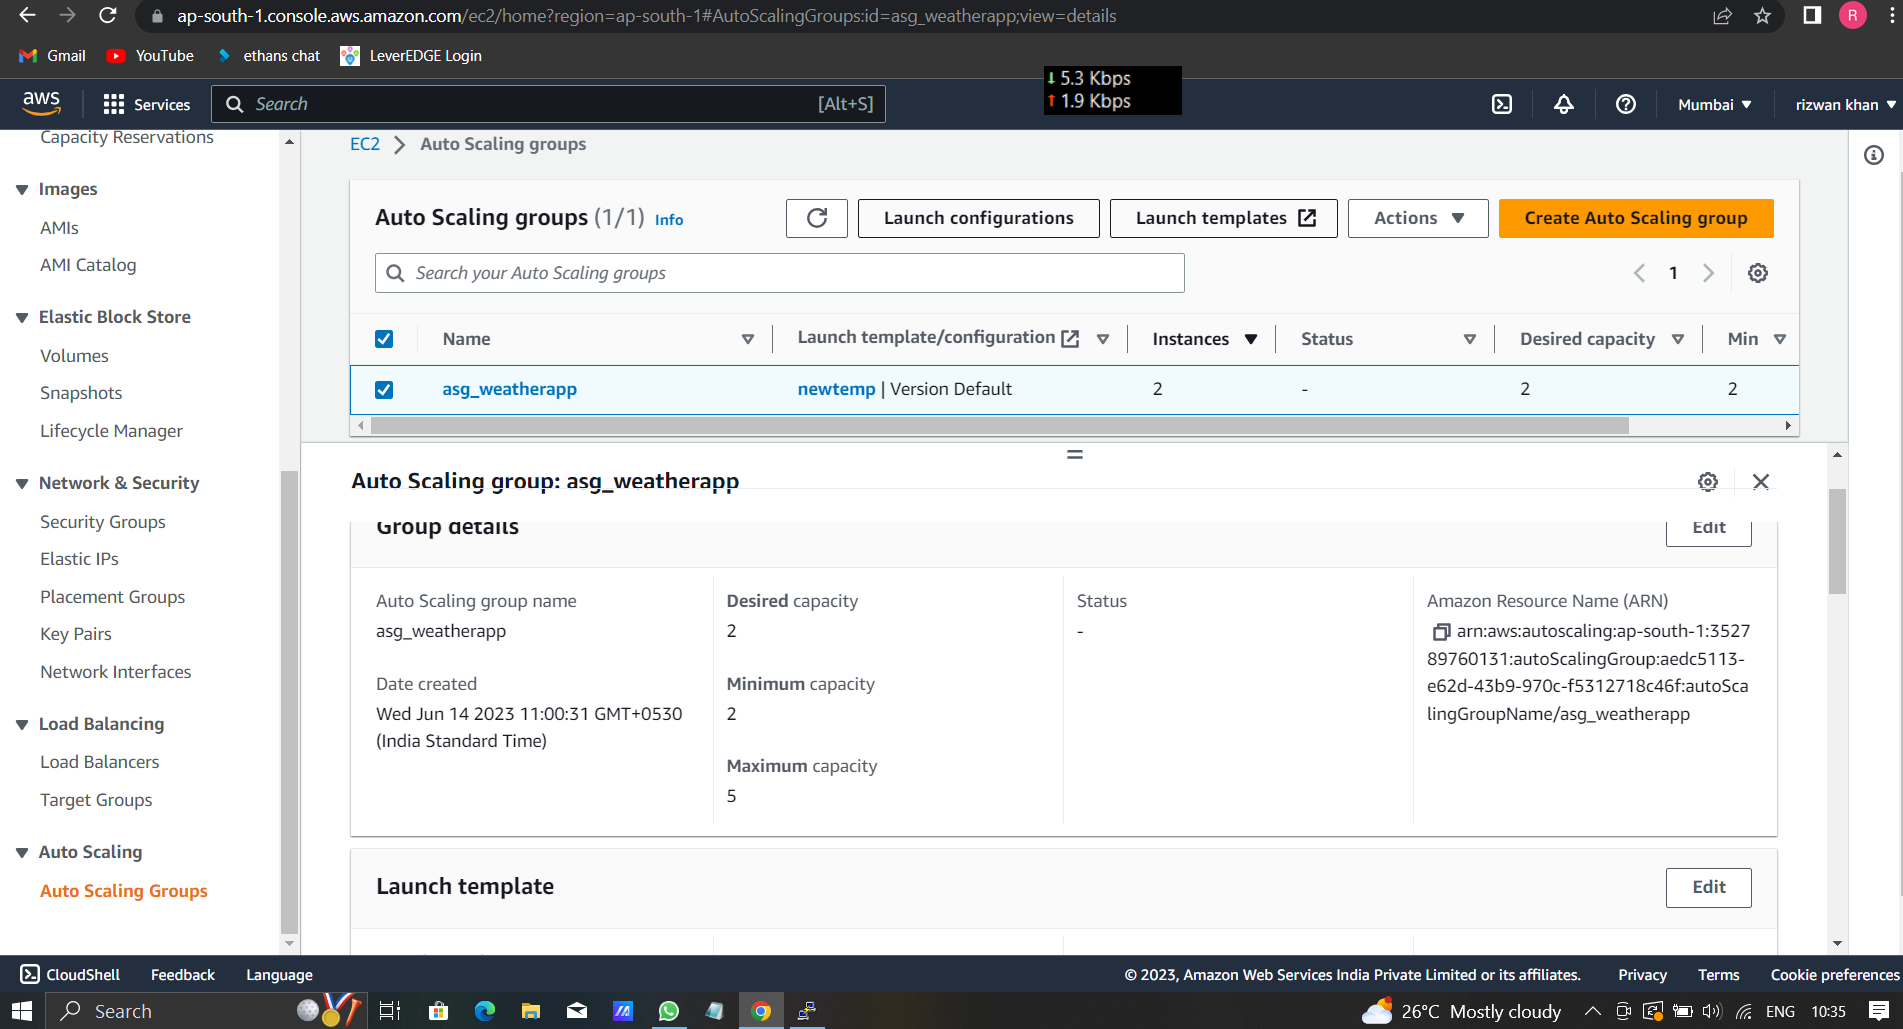 ap-south-1.console.aws.amazon.com/ec2/home?region=ap-south-1#AutoScalingGroups:id=asg_weatherapp;view=details
R
Gmail
YouTube
ethans chat
LeverEDGE Login
↓ 5.3 Kbps
↑ 1.9 Kbps
aws
Services
Search
[Alt+S]
Mumbai ▼
rizwan khan ▼
Capacity Reservations
Images
AMIs
AMI Catalog
Elastic Block Store
Volumes
Snapshots
Lifecycle Manager
Network & Security
Security Groups
Elastic IPs
Placement Groups
Key Pairs
Network Interfaces
Load Balancing
Load Balancers
Target Groups
Auto Scaling
Auto Scaling Groups
EC2 > Auto Scaling groups
Auto Scaling groups (1/1) Info
Launch configurations
Launch templates
Actions ▼
Create Auto Scaling group
Search your Auto Scaling groups
< 1 >
Name
Launch template/configuration
Instances
Status
Desired capacity
Min
asg_weatherapp
newtemp | Version Default
2
-
2
2
Auto Scaling group: asg_weatherapp
Group details
Edit
Auto Scaling group name
asg_weatherapp
Date created
Wed Jun 14 2023 11:00:31 GMT+0530
(India Standard Time)
Desired capacity
2
Minimum capacity
2
Maximum capacity
5
Status
-
Amazon Resource Name (ARN)
arn:aws:autoscaling:ap-south-1:3527
89760131:autoScalingGroup:aedc5113-
e62d-43b9-970c-f5312718c46f:autoSca
lingGroupName/asg_weatherapp
Launch template
Edit
CloudShell
Feedback
Language
© 2023, Amazon Web Services India Private Limited or its affiliates.
Privacy
Terms
Cookie preferences
Search
26°C Mostly cloudy
ENG
10:35